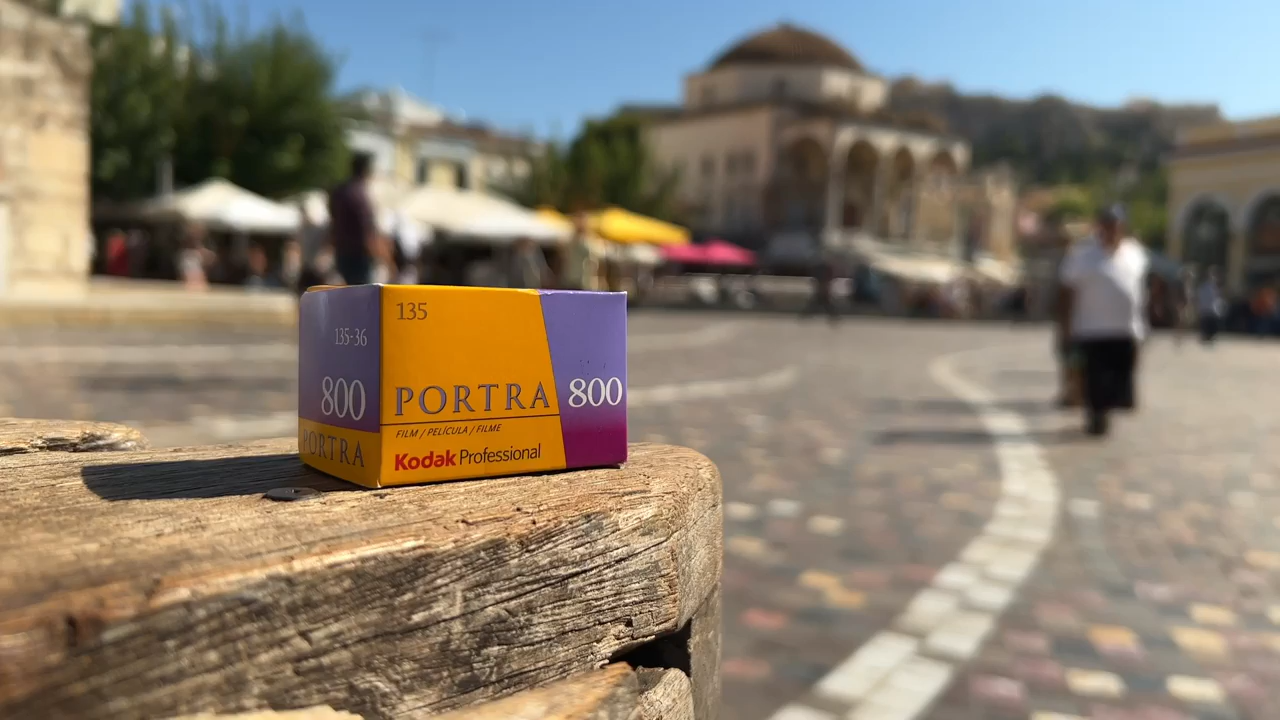 135-36
800
PORTRA
135
PORTRA
FILM / PELÍCULA / FILME
Kodak Professional
800